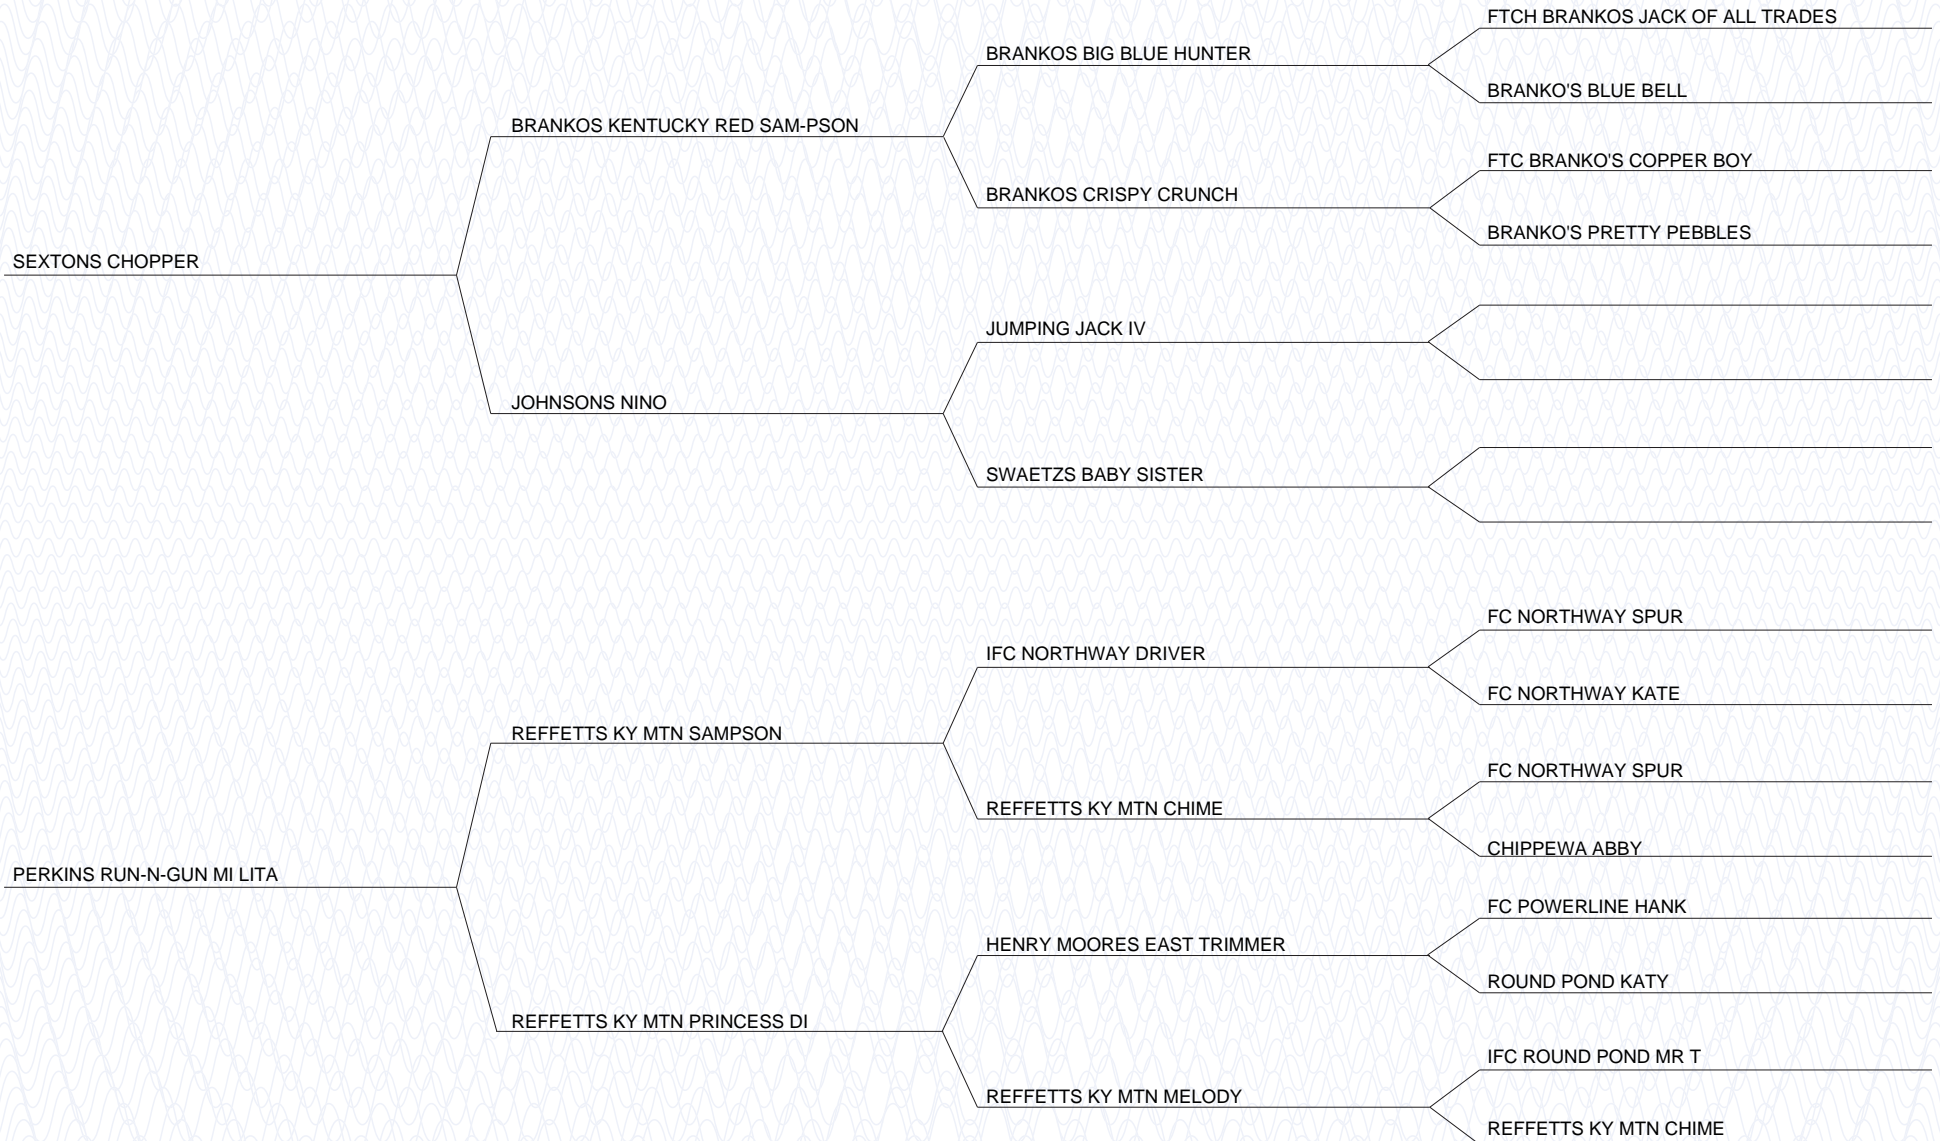 FTCH BRANKOS JACK OF ALL TRADES
BRANKOS BIG BLUE HUNTER
BRANKO'S BLUE BELL
BRANKOS KENTUCKY RED SAM-PSON
FTC BRANKO'S COPPER BOY
BRANKOS CRISPY CRUNCH
BRANKO'S PRETTY PEBBLES
SEXTONS CHOPPER
JUMPING JACK IV
JOHNSONS NINO
SWAETZS BABY SISTER
FC NORTHWAY SPUR
IFC NORTHWAY DRIVER
FC NORTHWAY KATE
REFFETTS KY MTN SAMPSON
FC NORTHWAY SPUR
REFFETTS KY MTN CHIME
CHIPPEWA ABBY
PERKINS RUN-N-GUN MI LITA
FC POWERLINE HANK
HENRY MOORES EAST TRIMMER
ROUND POND KATY
REFFETTS KY MTN PRINCESS DI
IFC ROUND POND MR T
REFFETTS KY MTN MELODY
REFFETTS KY MTN CHIME